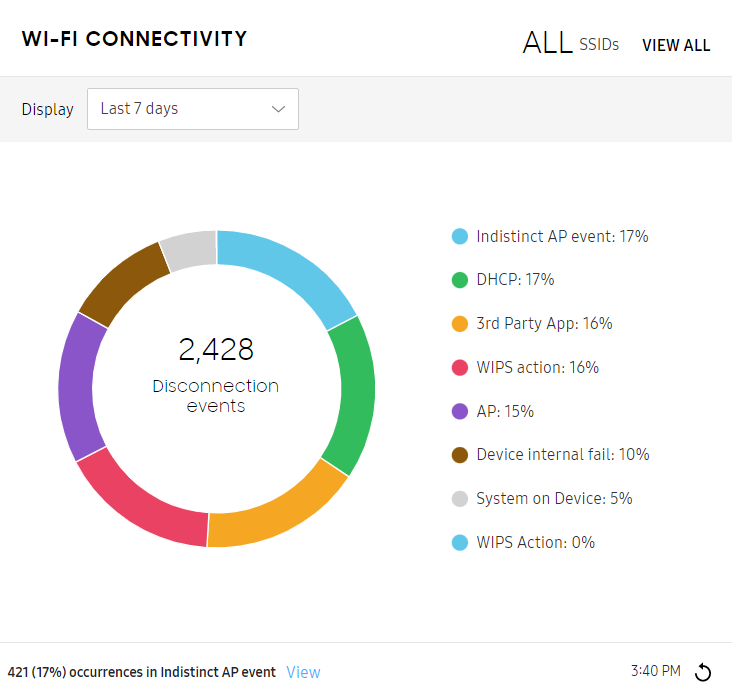 WI-FI CONNECTIVITY
ALL SSIDs VIEW ALL
Display Last 7 days
Indistinct AP event: 17%
DHCP: 17%
3rd Party App: 16%
WIPS action: 16%
AP: 15%
Device internal fail: 10%
System on Device: 5%
WIPS Action: 0%
2,428
Disconnection
events
421 (17%) occurrences in Indistinct AP event View
3:40 PM